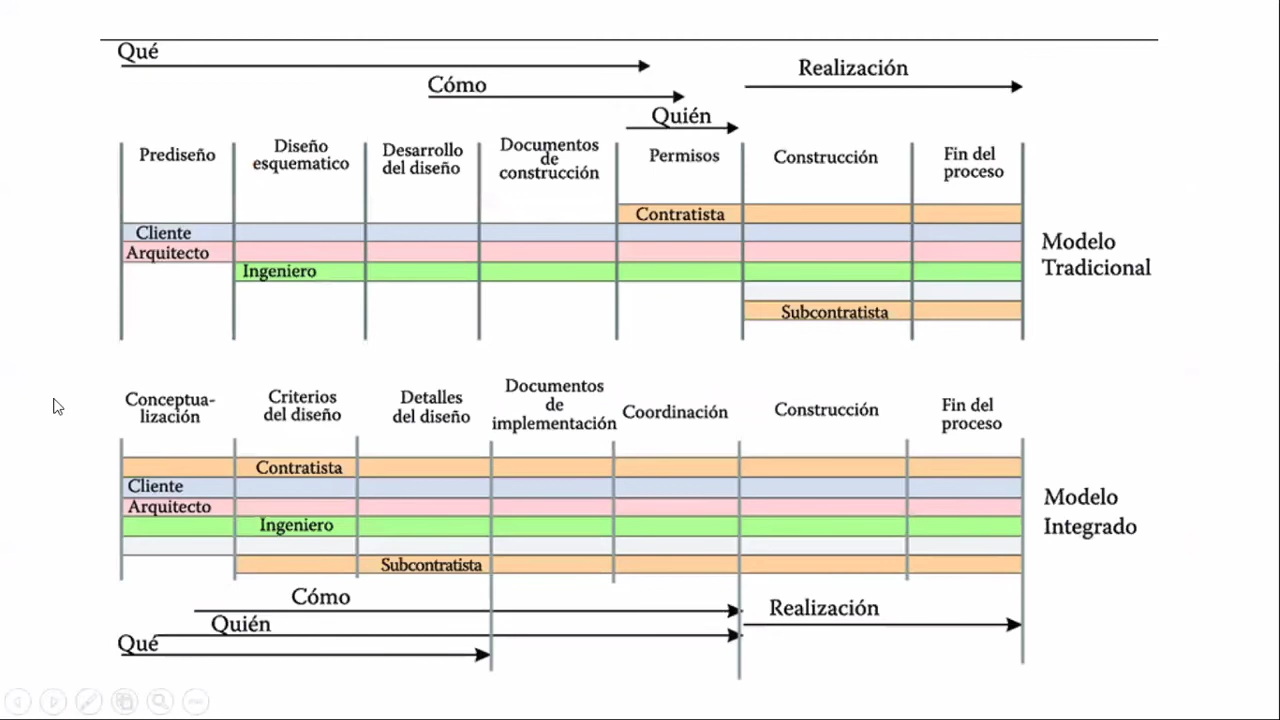 Qué
Cómo
Quién
Realización
Prediseño
Diseño
esquematico
Desarrollo
del diseño
Documentos
de
construcción
Permisos
Construcción
Fin del
proceso
Contratista
Cliente
Arquitecto
Ingeniero
Subcontratista
Modelo
Tradicional
Conceptua-
lización
Criterios
del diseño
Detalles
del diseño
Documentos
de
implementación
Coordinación
Construcción
Fin del
proceso
Contratista
Cliente
Arquitecto
Ingeniero
Subcontratista
Modelo
Integrado
Cómo
Quién
Qué
Realización